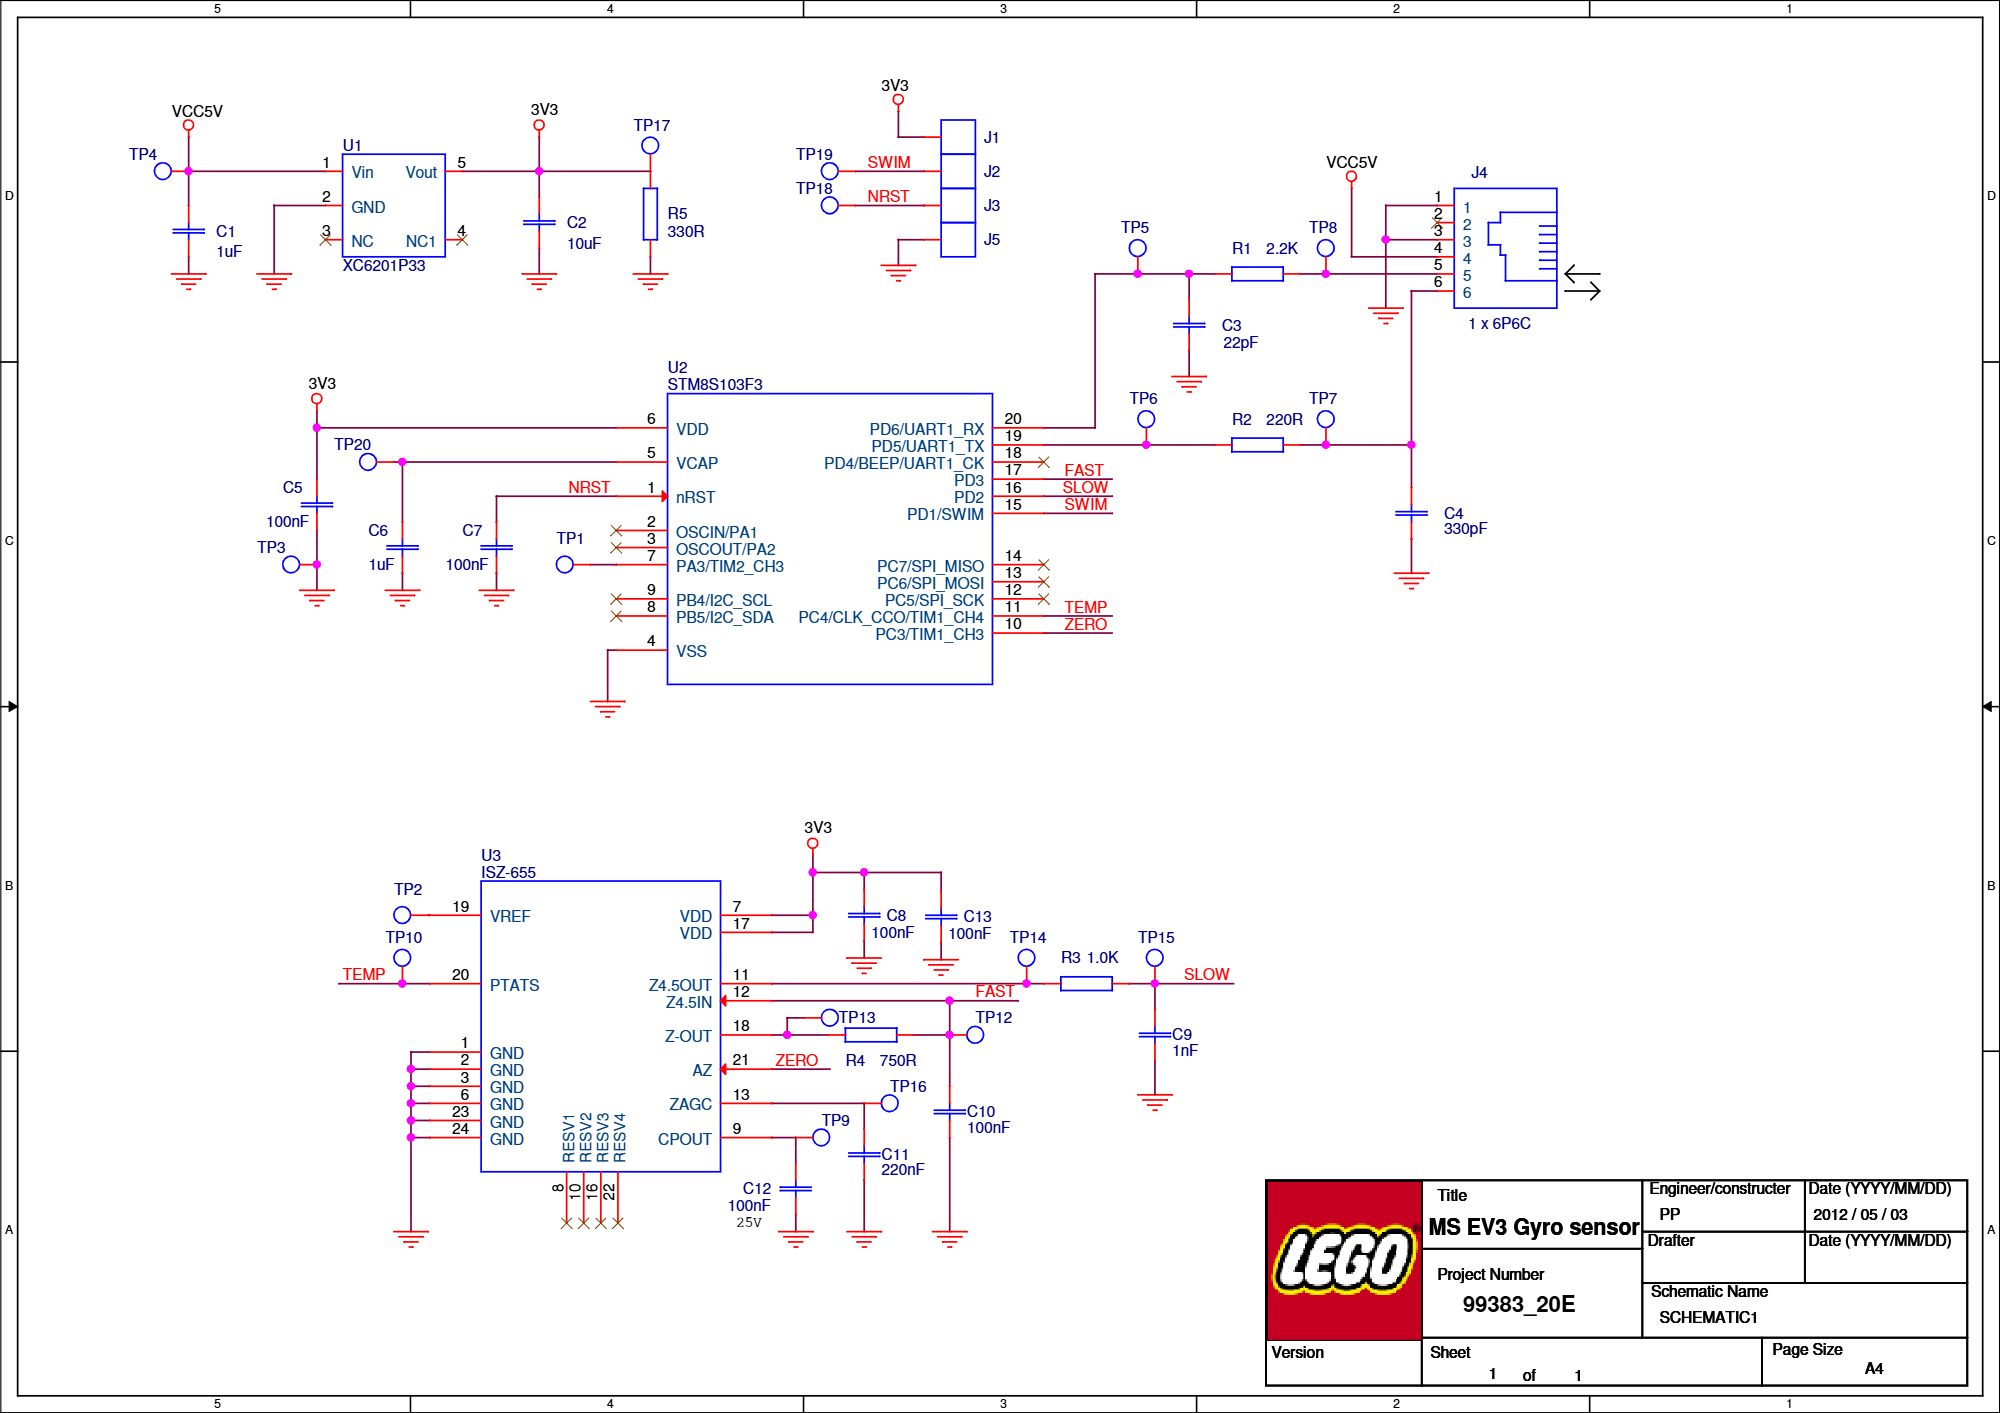 5 4 3 2 1
D
C
B
A
D
C
B
A
VCC5V
TP4
C1
1uF
U1
1 Vin
2 GND
3 NC
Vout 5
NC1 4
XC6201P33
3V3
C2
10uF
TP17
R5
330R
3V3
J1
TP19 SWIM J2
TP18 NRST J3
J5
VCC5V
J4
1 1
2 2
3 3
4 4
5 5
6 6
1 x 6P6C
TP5
R1 2.2K
TP8
C3
22pF
TP6
R2 220R
TP7
C4
330pF
3V3
TP20
C5
100nF
TP3
C6
1uF
C7
100nF
NRST
TP1
U2
STM8S103F3
6 VDD
5 VCAP
1 nRST
2 OSCIN/PA1
3 OSCOUT/PA2
7 PA3/TIM2_CH3
9 PB4/I2C_SCL
8 PB5/I2C_SDA
4 VSS
PD6/UART1_RX 20
PD5/UART1_TX 19
PD4/BEEP/UART1_CK 18
PD3 17 FAST
PD2 16 SLOW
PD1/SWIM 15 SWIM
PC7/SPI_MISO 14
PC6/SPI_MOSI 13
PC5/SPI_SCK 12
PC4/CLK_CCO/TIM1_CH4 11 TEMP
PC3/TIM1_CH3 10 ZERO
U3
ISZ-655
TP2
19 VREF
TP10
TEMP 20 PTATS
1 GND
2 GND
3 GND
6 GND
23 GND
24 GND
RESV1 RESV2 RESV3 RESV4
8 10 16 22
VDD 7
VDD 17
Z4.5OUT 11
Z4.5IN 12
Z-OUT 18
AZ 21 ZERO
ZAGC 13
CPOUT 9
3V3
C8
100nF
C13
100nF
TP14
R3 1.0K
TP15
SLOW
FAST
TP13
TP12
R4 750R
C9
1nF
TP16
TP9
C10
100nF
C11
220nF
C12
100nF
25V
LEGO
®
Title
MS EV3 Gyro sensor
Project Number
99383_20E
Engineer/constructer
PP
Date (YYYY/MM/DD)
2012 / 05 / 03
Drafter
Date (YYYY/MM/DD)
Schematic Name
SCHEMATIC1
Version
Sheet
1 of 1
Page Size
A4
5 4 3 2 1